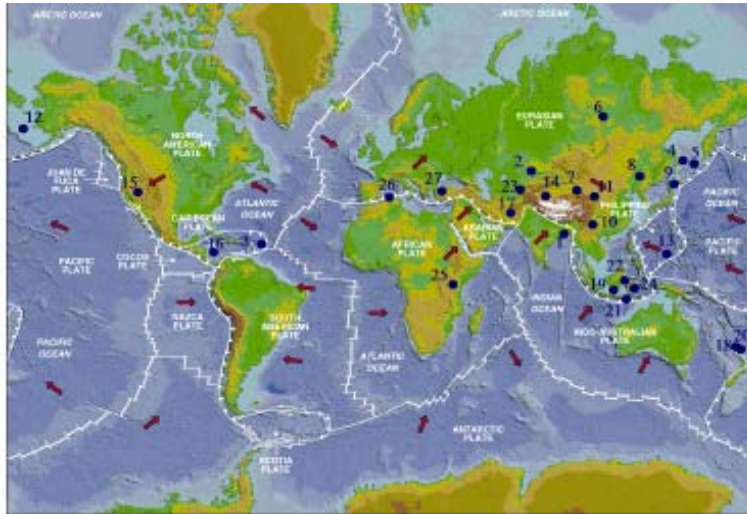 ARCTIC OCEAN
ARCTIC OCEAN
12
NORTH
AMERICAN
PLATE
JUAN DE
FUCA PLATE
15
ATLANTIC
OCEAN
CARIBBEAN
PLATE
16
3
COCOS
PLATE
PACIFIC
PLATE
NAZCA
PLATE
SOUTH
AMERICAN
PLATE
PACIFIC
OCEAN
ATLANTIC
OCEAN
SCOTIA
PLATE
ANTARCTIC
PLATE
EURASIAN
PLATE
6
2
26
27
23
17
14
7
11
8
4
5
9
10
1
PHILIPPINE
PLATE
PACIFIC
OCEAN
PACIFIC
PLATE
13
ARABIAN
PLATE
AFRICAN
PLATE
25
INDIAN
OCEAN
22
19
24
21
INDO-AUSTRALIAN
PLATE
18